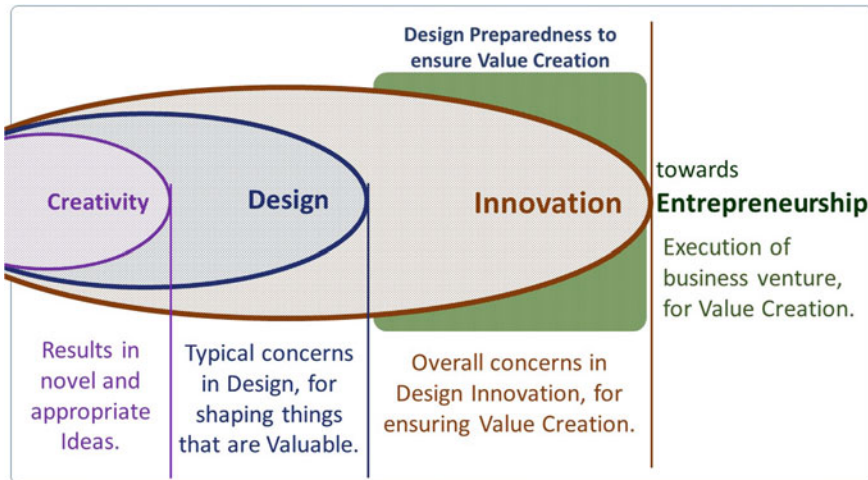 Design Preparedness to
ensure Value Creation
Creativity
Design
Innovation
towards
Entrepreneurship
Execution of
business venture,
for Value Creation.
Results in
novel and
appropriate
Ideas.
Typical concerns
in Design, for
shaping things
that are Valuable.
Overall concerns in
Design Innovation, for
ensuring Value Creation.